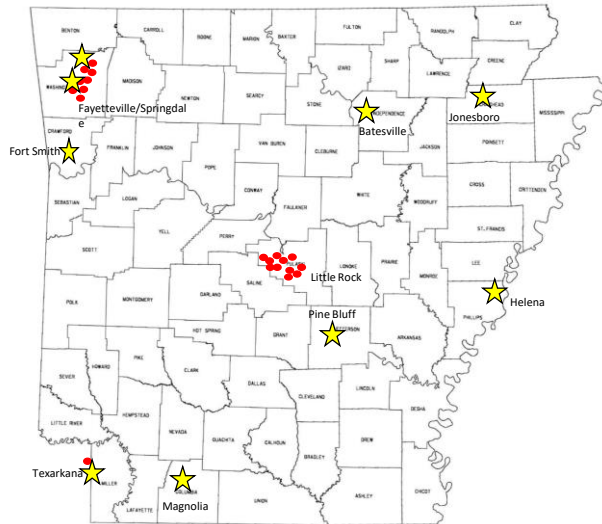 BENTON
CARROLL
BOONE
MARION
BAXTER
FULTON
RANDOLPH
CLAY
IZARD
SHARP
LAWRENCE
GREENE
MADISON
NEWTON
SEARCY
STONE
MISSISSIPPI
Fayetteville/Springdal
e
Jonesboro
Batesville
CRAWFORD
FRANKLIN
JOHNSON
POPE
VAN BUREN
CLEBURNE
JACKSON
POINSETT
Fort Smith
SEBASTIAN
LOGAN
CONWAY
FAULKNER
WHITE
WOODRUFF
CROSS
CRITTENDEN
YELL
PERRY
ST. FRANCIS
SCOTT
SALINE
Little Rock
LONOKE
PRAIRIE
MONROE
LEE
Helena
PHILLIPS
POLK
MONTGOMERY
GARLAND
HOT SPRING
GRANT
Pine Bluff
ARKANSAS
PIKE
CLARK
DALLAS
CLEVELAND
LINCOLN
DESHA
SEVIER
HOWARD
HEMPSTEAD
LITTLE RIVER
NEVADA
OUACHITA
CALHOUN
BRADLEY
DREW
Texarkana
MILLER
LAFAYETTE
Magnolia
UNION
ASHLEY
CHICOT